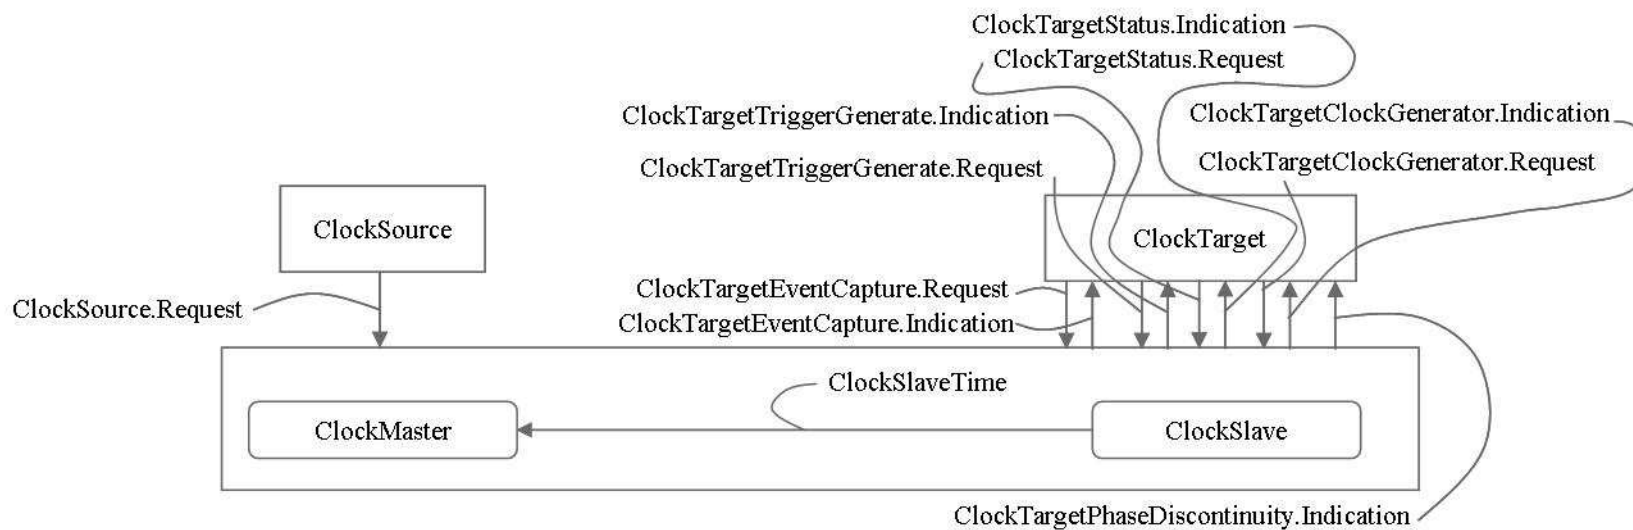 ClockTargetStatus.Indication
ClockTargetStatus.Request
ClockTargetTriggerGenerate.Indication
ClockTargetClockGenerator.Indication
ClockTargetTriggerGenerate.Request
ClockTargetClockGenerator.Request
ClockSource
ClockTarget
ClockSource.Request
ClockTargetEventCapture.Request
ClockTargetEventCapture.Indication
ClockSlaveTime
ClockMaster
ClockSlave
ClockTargetPhaseDiscontinuity.Indication